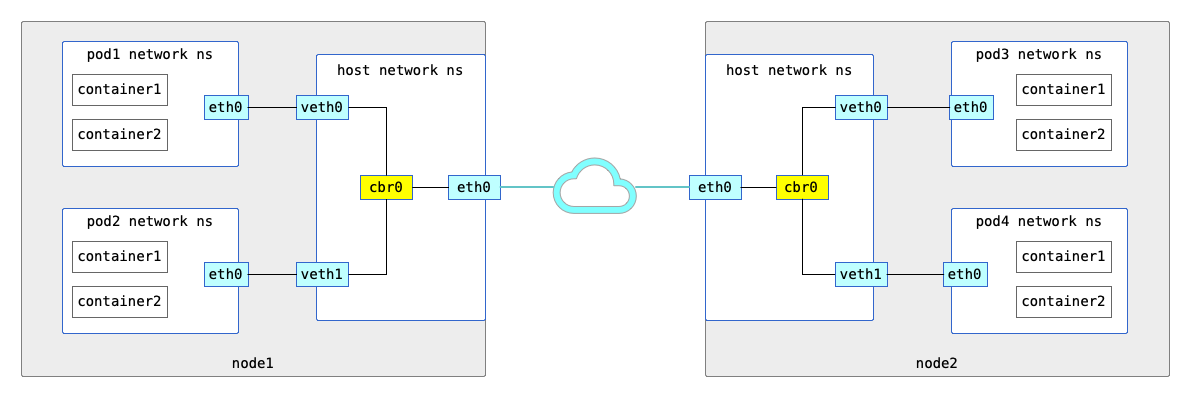 pod1 network ns
container1
container2
eth0
pod2 network ns
container1
container2
eth0
host network ns
veth0
cbr0
eth0
veth1
node1
host network ns
veth0
eth0
cbr0
veth1
pod3 network ns
container1
eth0
container2
pod4 network ns
container1
eth0
container2
node2